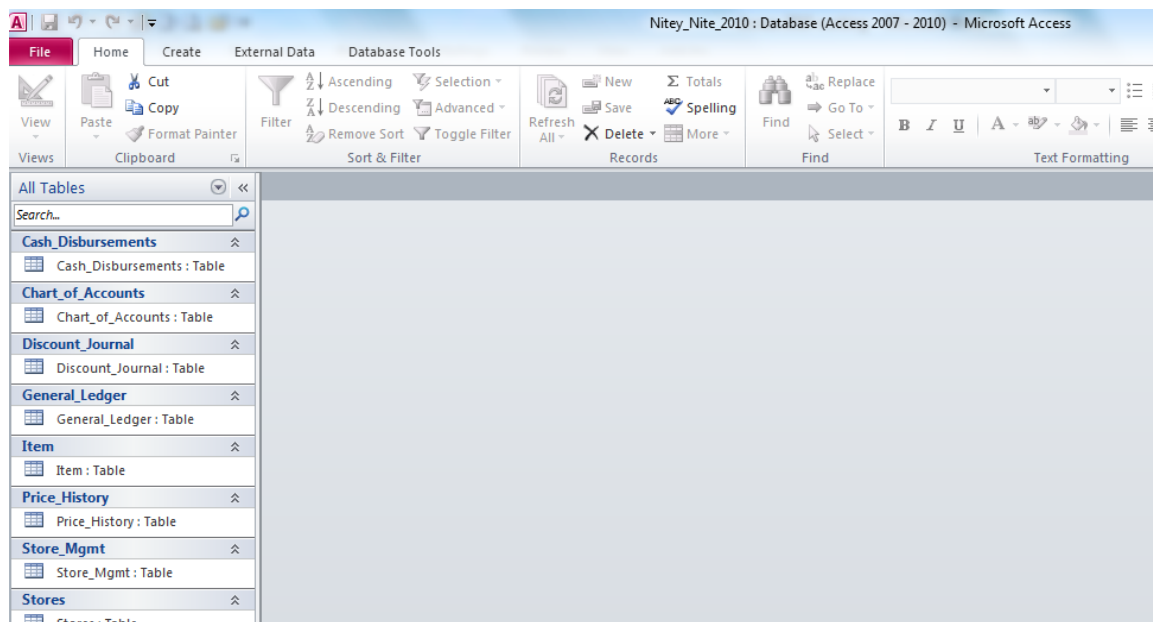 A
Nitey_Nite_2010 : Database (Access 2007 - 2010) - Microsoft Access
File Home Create External Data Database Tools
View
Views
Paste
Cut
Copy
Format Painter
Clipboard
Filter
Ascending
Descending
Remove Sort
Selection
Advanced
Toggle Filter
Sort & Filter
Refresh
All
New
Save
Delete
Totals
Spelling
More
Records
Find
Replace
Go To
Select
Find
B I U A
Text Formatting
All Tables
Search...
Cash_Disbursements
Cash_Disbursements : Table
Chart_of_Accounts
Chart_of_Accounts : Table
Discount_Journal
Discount_Journal : Table
General_Ledger
General_Ledger : Table
Item
Item : Table
Price_History
Price_History : Table
Store_Mgmt
Store_Mgmt : Table
Stores
Stores : Table